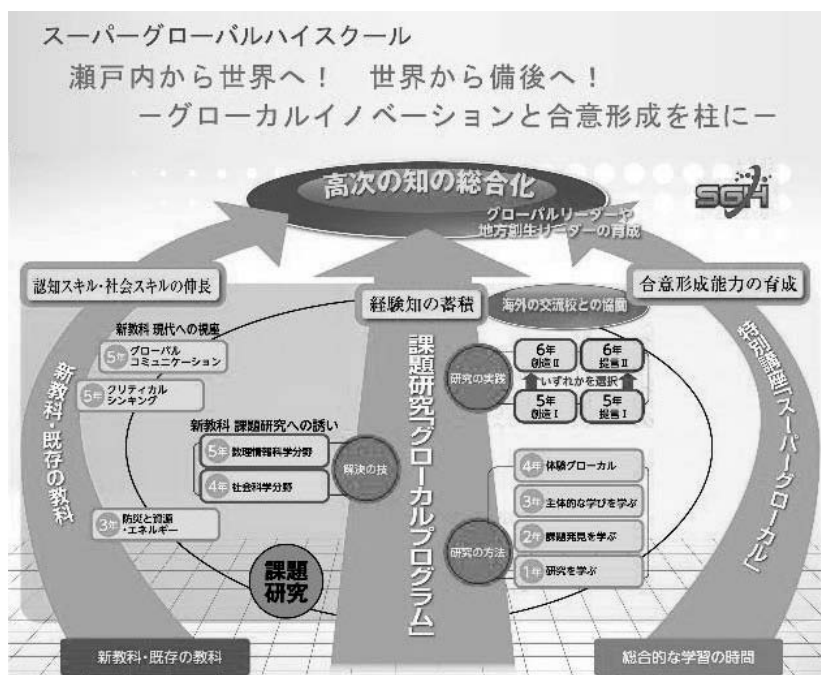 スーパーグローバルハイスクール
瀬戸内から世界へ！ 世界から備後へ！
－グローカルイノベーションと合意形成を柱に－
高次の知の総合化
グローバルリーダーや
地方創生リーダーの育成
SGH
認知スキル・社会スキルの伸長
経験知の蓄積
海外の交流校との協働
合意形成能力の育成
新教科 現代への視座
5年 グローバル
コミュニケーション
5年 クリティカル
シンキング
新教科 課題研究への誘い
5年 数理情報科学分野
4年 社会科学分野
解決の技
3年 防災と資源
・エネルギー
課題
研究
新教科・既存の教科
課題研究「グローカルプログラム」
研究の実践
6年
創造Ⅱ
6年
提言Ⅱ
いずれかを選択
5年
創造Ⅰ
5年
提言Ⅰ
研究の方法
4年 体験グローカル
3年 主体的な学びを学ぶ
2年 課題発見を学ぶ
1年 研究を学ぶ
特別講座「スーパーグローカル」
新教科・既存の教科
総合的な学習の時間